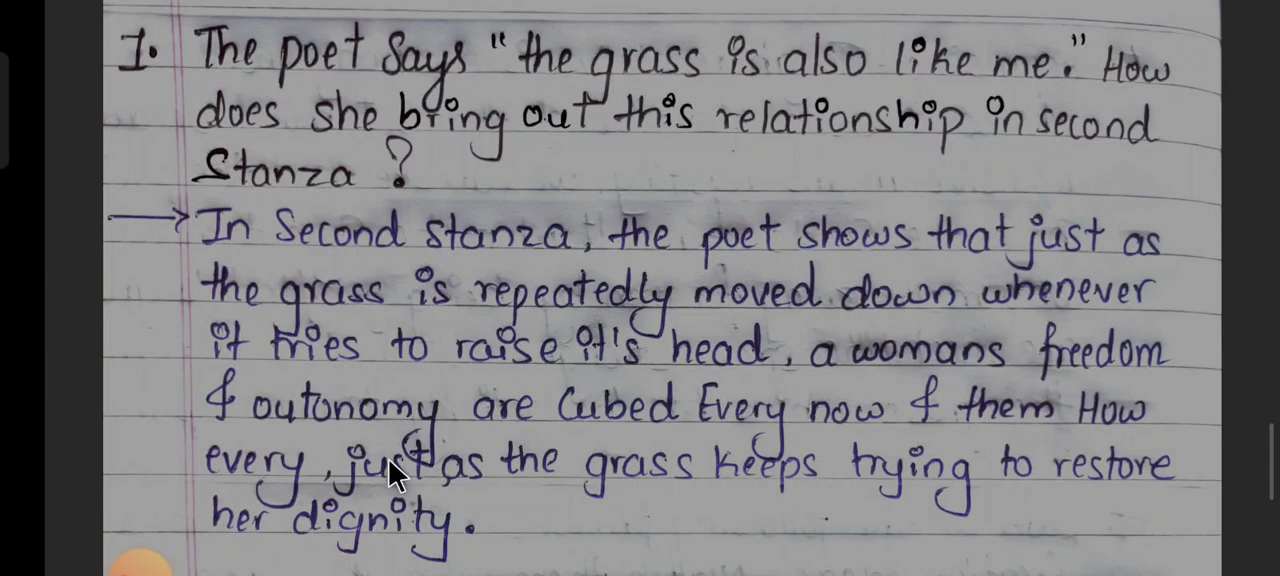 1. The poet Says "the grass is also like me." How
does she bring out this relationship in second
Stanza ?
→ In Second stanza, the poet shows that just as
the grass is repeatedly moved down whenever
it tries to raise it's head, a womans freedom
& outonomy are Cubed Every now & them How
every, just as the grass keeps trying to restore
her dignity.